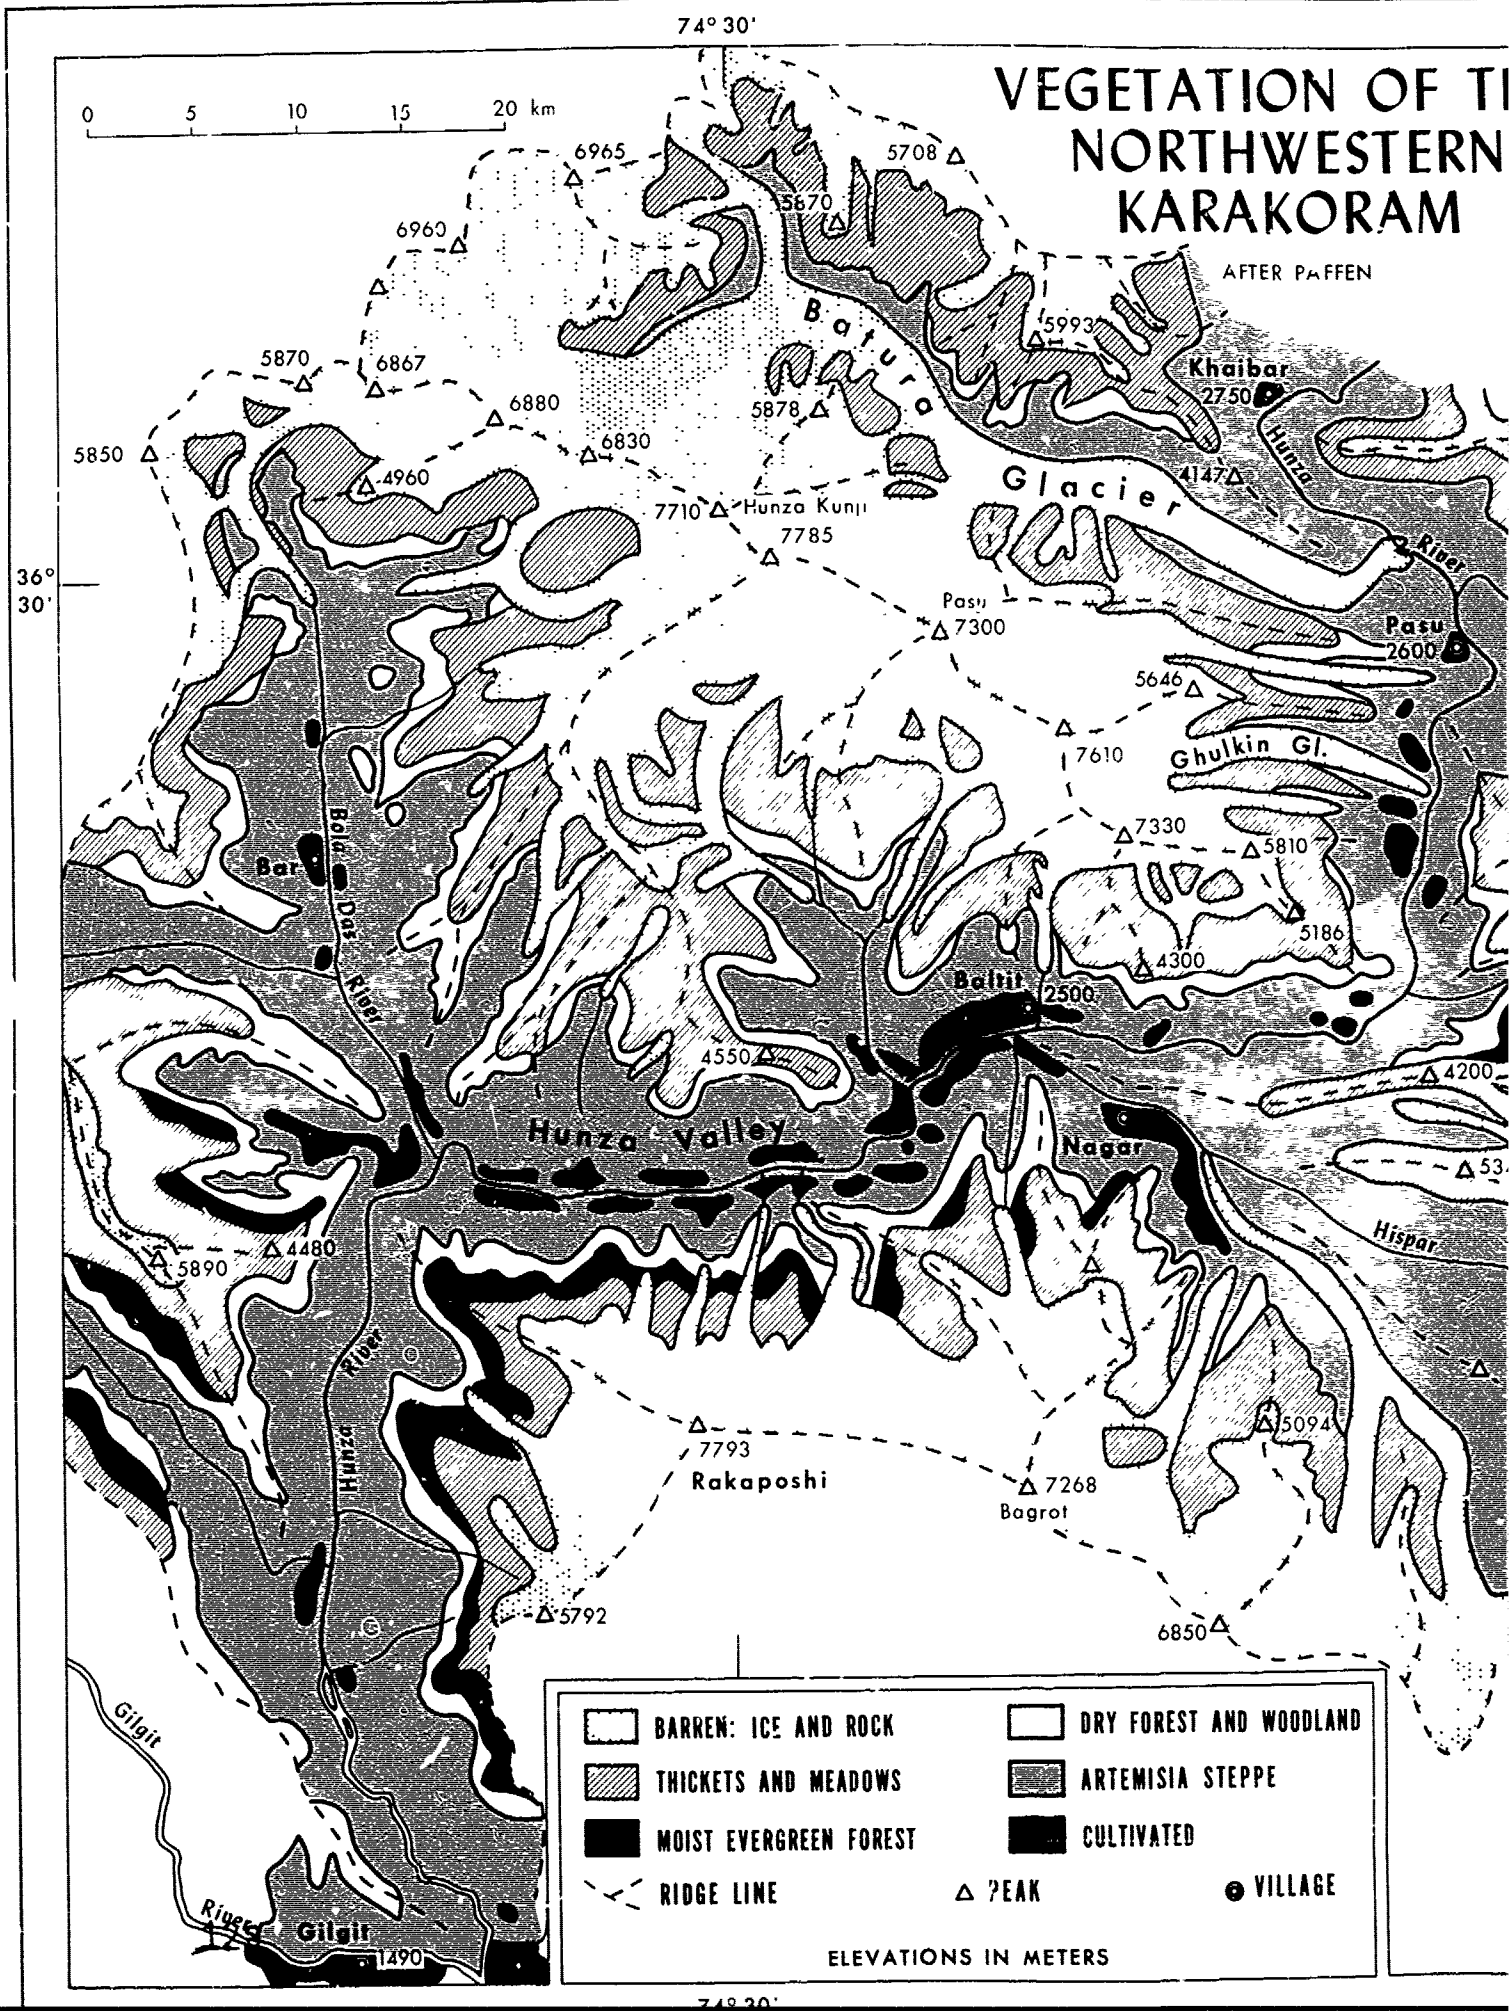 74° 30'
VEGETATION OF
NORTHWESTERN
KARAKORAM
AFTER PAFFEN
0 5 10 15 20 km
6965
5708
5870
6960
Batura
5993
5870
6867
Khaibar
2750
6880
5878
Hunza
5850
6830
4960
4147
Glacier
7710
Hunza Kunji
7785
River
36°
30'
Pasu
7300
Pasu
2600
5646
7610
Ghulkin Gl.
Bola Das River
7330
5810
Bar
5186
4300
Baltit
2500
4550
4200
Hunza Valley
Nagar
53
Hispar
4480
5890
Hunza River
5094
7793
Rakaposhi
7268
Bagrot
5792
6850
Gilgit
River
Gilgit
1490
BARREN: ICE AND ROCK
DRY FOREST AND WOODLAND
THICKETS AND MEADOWS
ARTEMISIA STEPPE
MOIST EVERGREEN FOREST
CULTIVATED
RIDGE LINE
PEAK
VILLAGE
ELEVATIONS IN METERS
74° 30'